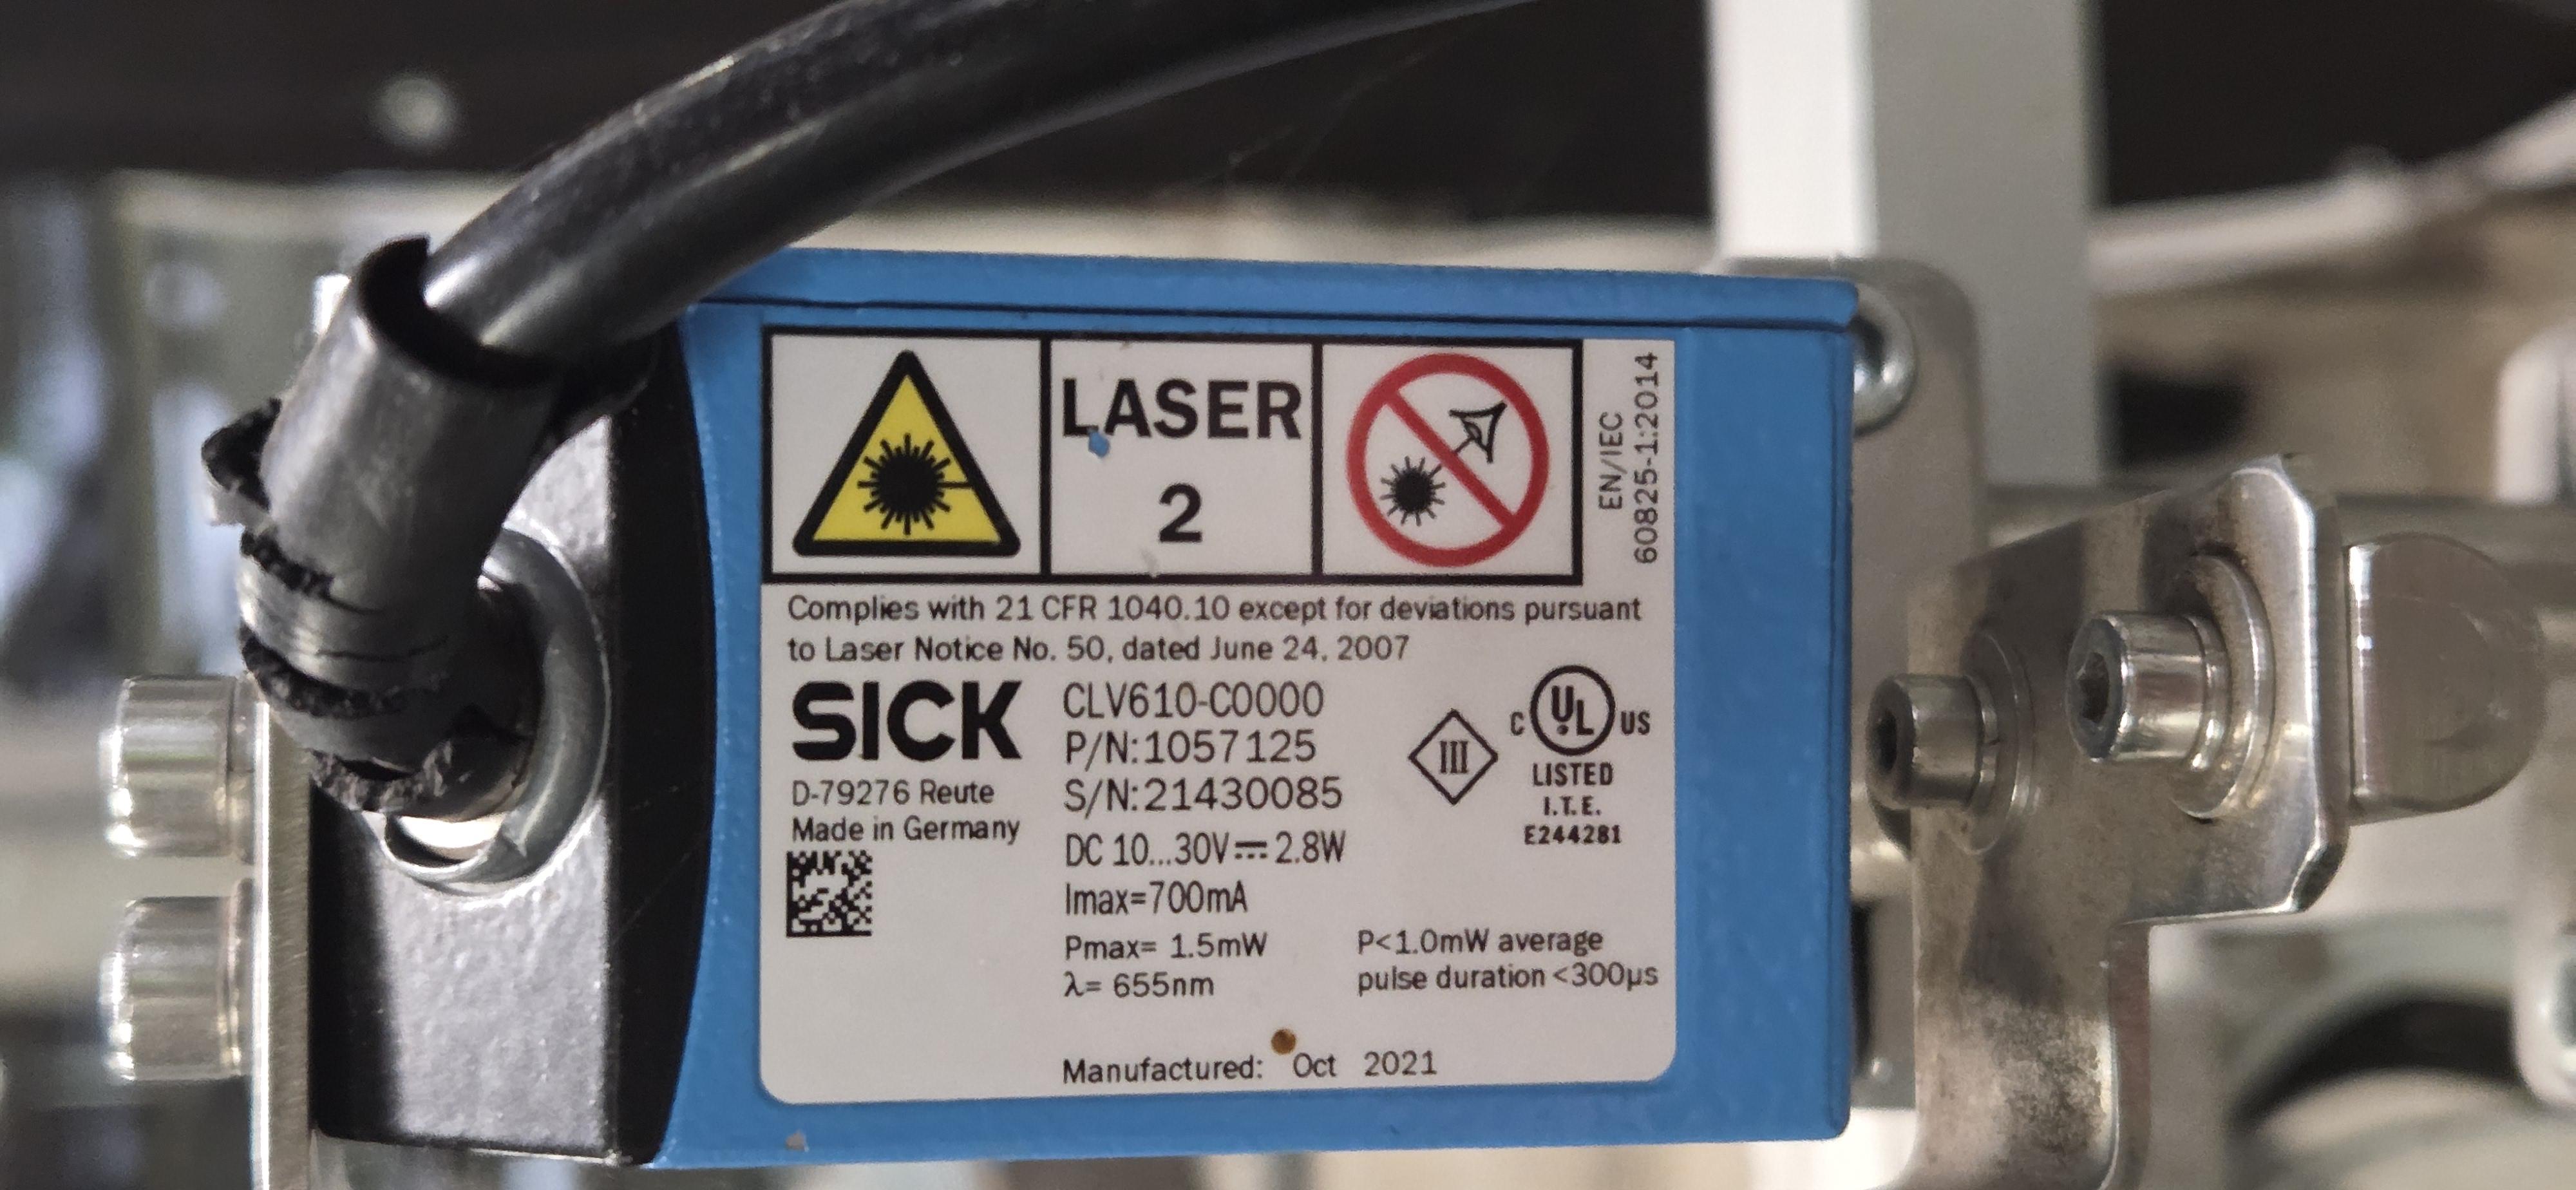 LASER
2
EN/IEC
60825-1:2014
Complies with 21 CFR 1040.10 except for deviations pursuant
to Laser Notice No. 50, dated June 24, 2007
SICK
D-79276 Reute
Made in Germany
CLV610-C0000
P/N:1057125
S/N:21430085
DC 10...30V⎓2.8W
Imax=700mA
Pmax= 1.5mW
λ= 655nm
III
C UL US
LISTED
I.T.E.
E244281
P<1.0mW average
pulse duration <300µs
Manufactured: Oct 2021